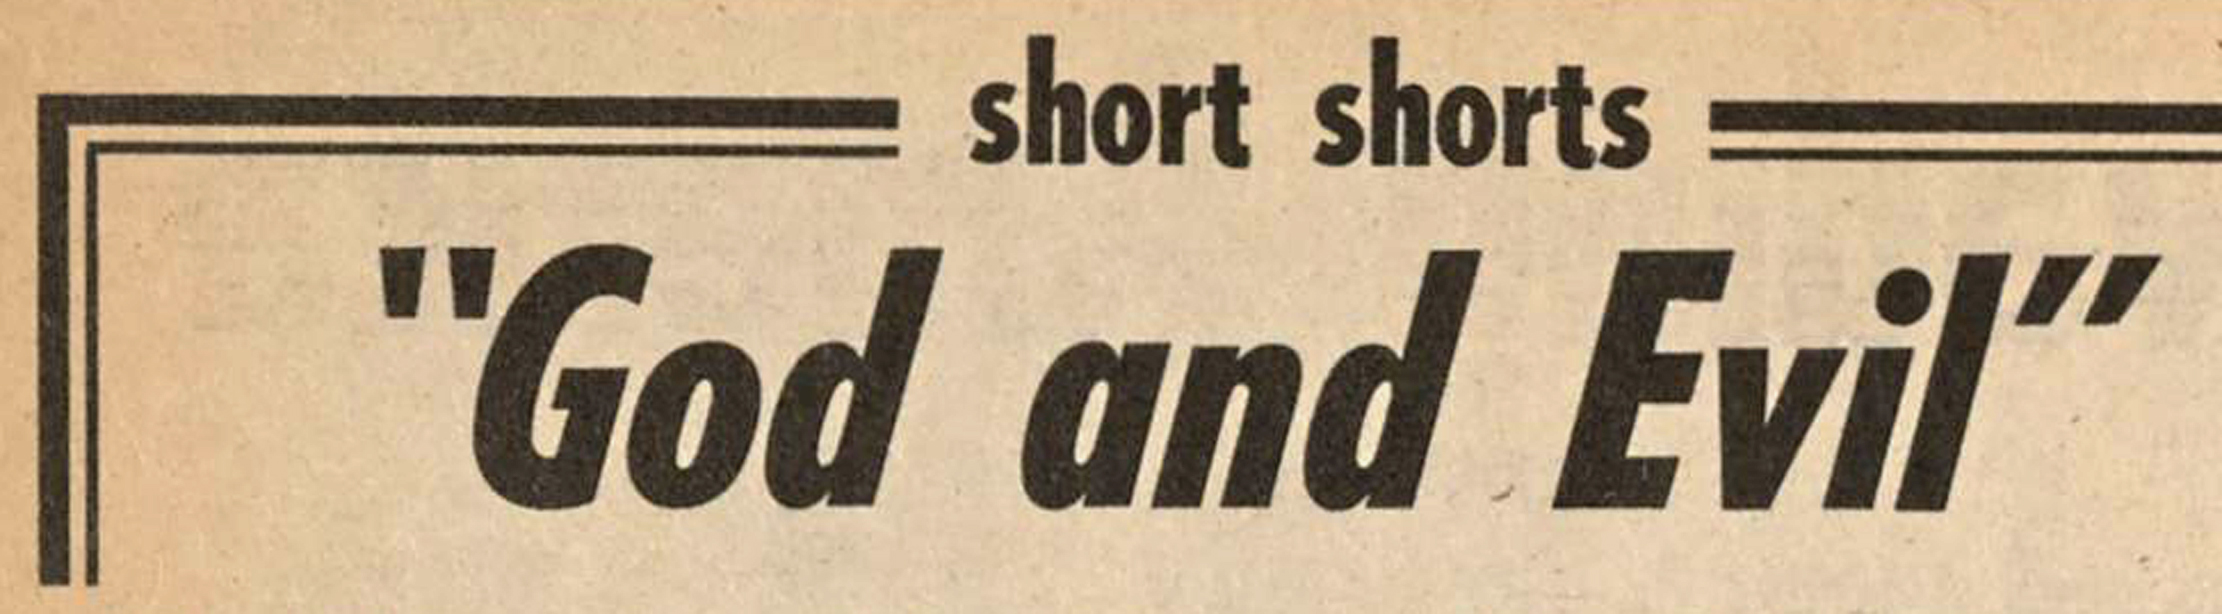 short shorts
"God and Evil"